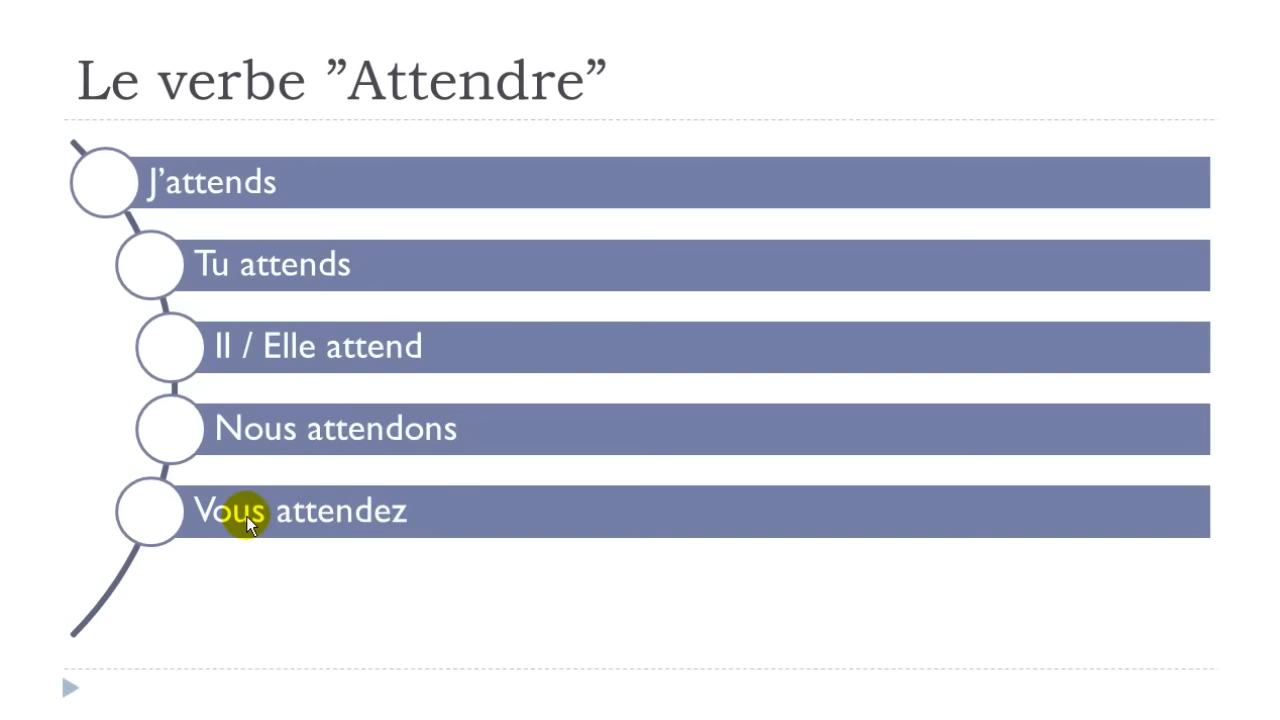 Le verbe ”Attendre”
J’attends
Tu attends
Il / Elle attend
Nous attendons
Vous attendez